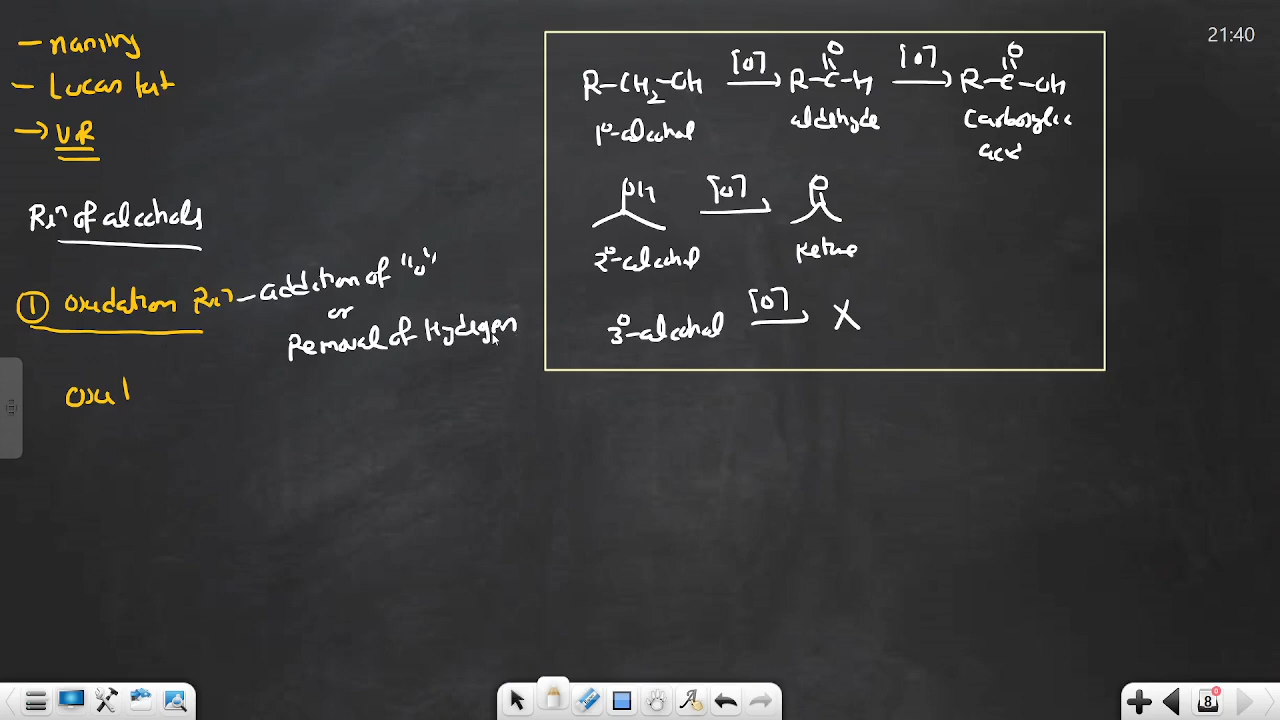 21:40
- naming
- Lucas test
→ VR
Rxⁿ of alcohols
① Oxidation Rxⁿ - addition of "o"
or
Removal of Hydrogen
R-CH₂-OH [O]→ R-C(=O)-H [O]→ R-C(=O)-OH
1°-alcohol aldehyde Carboxylic
acid
OH [O] O
2°-alcohol Ketone
3°-alcohol [O] X
8